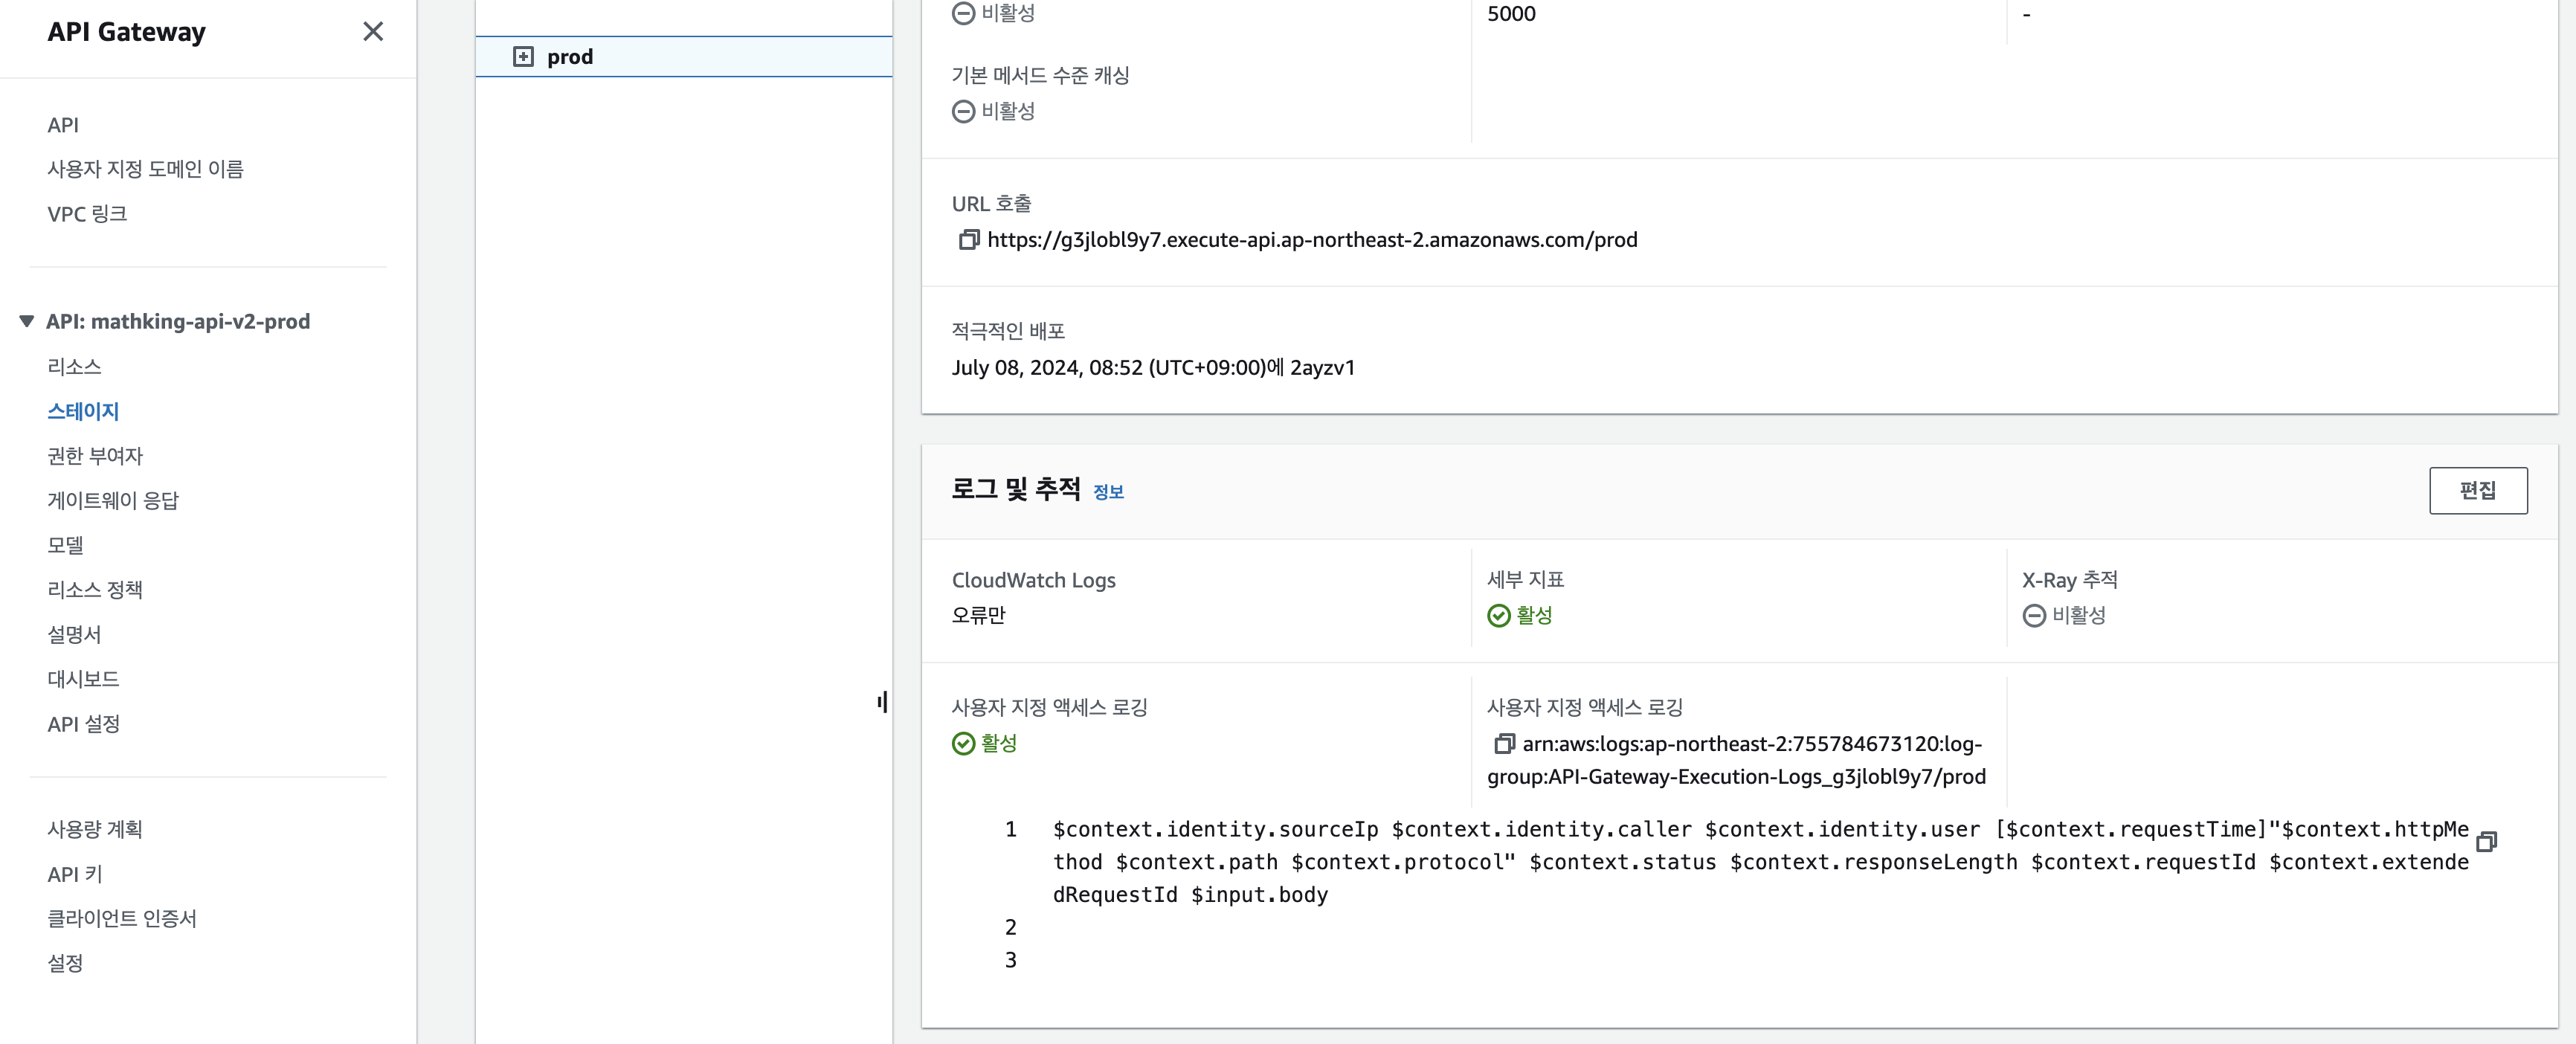 API Gateway
API
사용자 지정 도메인 이름
VPC 링크
API: mathking-api-v2-prod
리소스
스테이지
권한 부여자
게이트웨이 응답
모델
리소스 정책
설명서
대시보드
API 설정
사용량 계획
API 키
클라이언트 인증서
설정
prod
비활성
5000
-
기본 메서드 수준 캐싱
비활성
URL 호출
https://g3jlobl9y7.execute-api.ap-northeast-2.amazonaws.com/prod
적극적인 배포
July 08, 2024, 08:52 (UTC+09:00)에 2ayzv1
로그 및 추적 정보
편집
CloudWatch Logs
오류만
세부 지표
활성
X-Ray 추적
비활성
사용자 지정 액세스 로깅
활성
사용자 지정 액세스 로깅
arn:aws:logs:ap-northeast-2:755784673120:log-
group:API-Gateway-Execution-Logs_g3jlobl9y7/prod
1 $context.identity.sourceIp $context.identity.caller $context.identity.user [$context.requestTime]"$context.httpMe
thod $context.path $context.protocol" $context.status $context.responseLength $context.requestId $context.extende
dRequestId $input.body
2
3